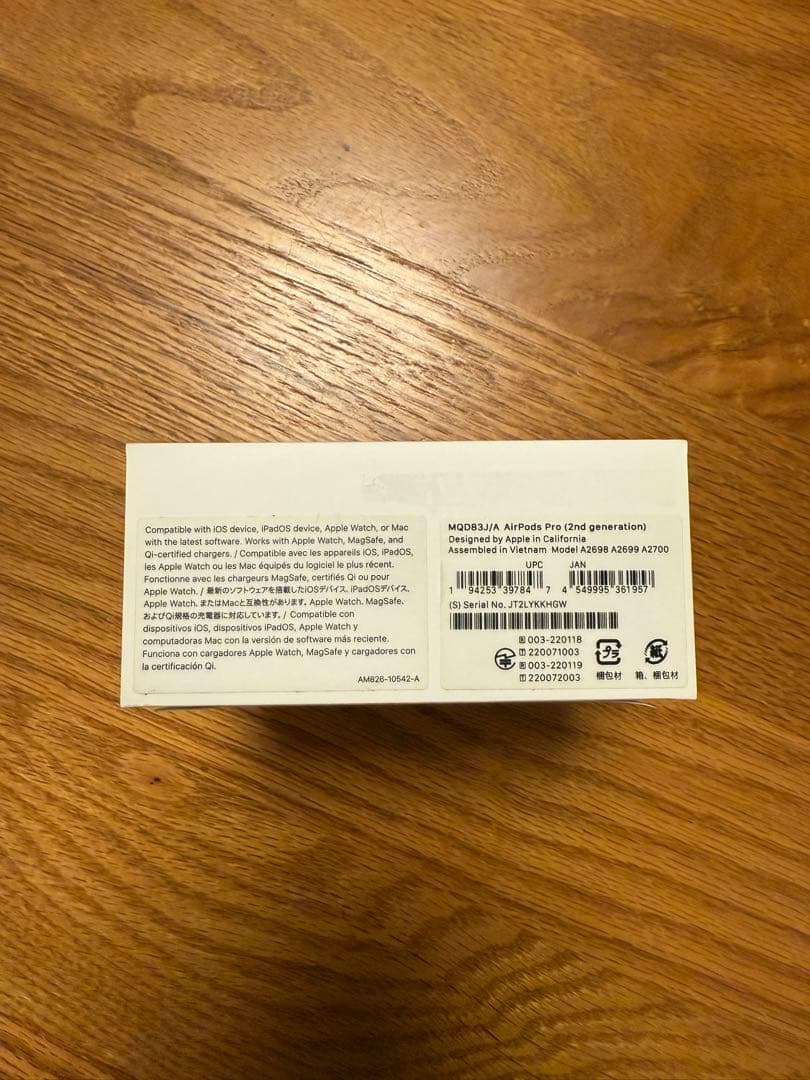 Compatible with iOS device, iPadOS device, Apple Watch, or Mac
with the latest software. Works with Apple Watch, MagSafe, and
Qi-certified chargers. / Compatible avec les appareils iOS, iPadOS,
les Apple Watch ou les Mac équipés du logiciel le plus récent.
Fonctionne avec les chargeurs MagSafe, certifiés Qi ou pour
Apple Watch. / 最新のソフトウェアを搭載したiOSデバイス、iPadOSデバイス、
Apple Watch、またはMacと互換性があります。Apple Watch、MagSafe、
およびQi規格の充電器に対応しています。/ Compatible con
dispositivos iOS, dispositivos iPadOS, Apple Watch y
computadoras Mac con la versión de software más reciente.
Funciona con cargadores Apple Watch, MagSafe y cargadores con
la certificación Qi.
AM826-10542-A
MQD83J/A AirPods Pro (2nd generation)
Designed by Apple in California
Assembled in Vietnam Model A2698 A2699 A2700
UPC JAN
1 94253 39784 7 4 549995 361957
(S) Serial No. JT2LYKKHGW
R 003-220118
T 220071003
R 003-220119
T 220072003
プラ
梱包材
紙
箱、梱包材